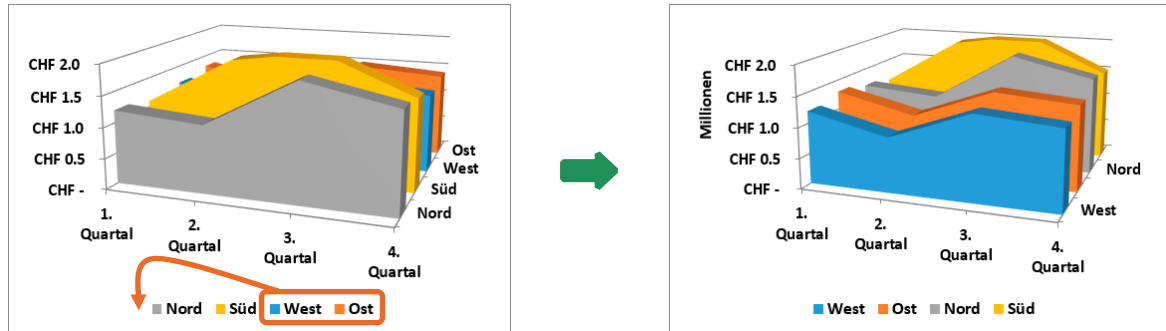 CHF 2.0
CHF 1.5
CHF 1.0
CHF 0.5
CHF -
1. Quartal
2. Quartal
3. Quartal
4. Quartal
Ost
West
Süd
Nord
Nord Süd West Ost
Millionen
CHF 2.0
CHF 1.5
CHF 1.0
CHF 0.5
CHF -
1. Quartal
2. Quartal
3. Quartal
4. Quartal
Nord
West
West Ost Nord Süd